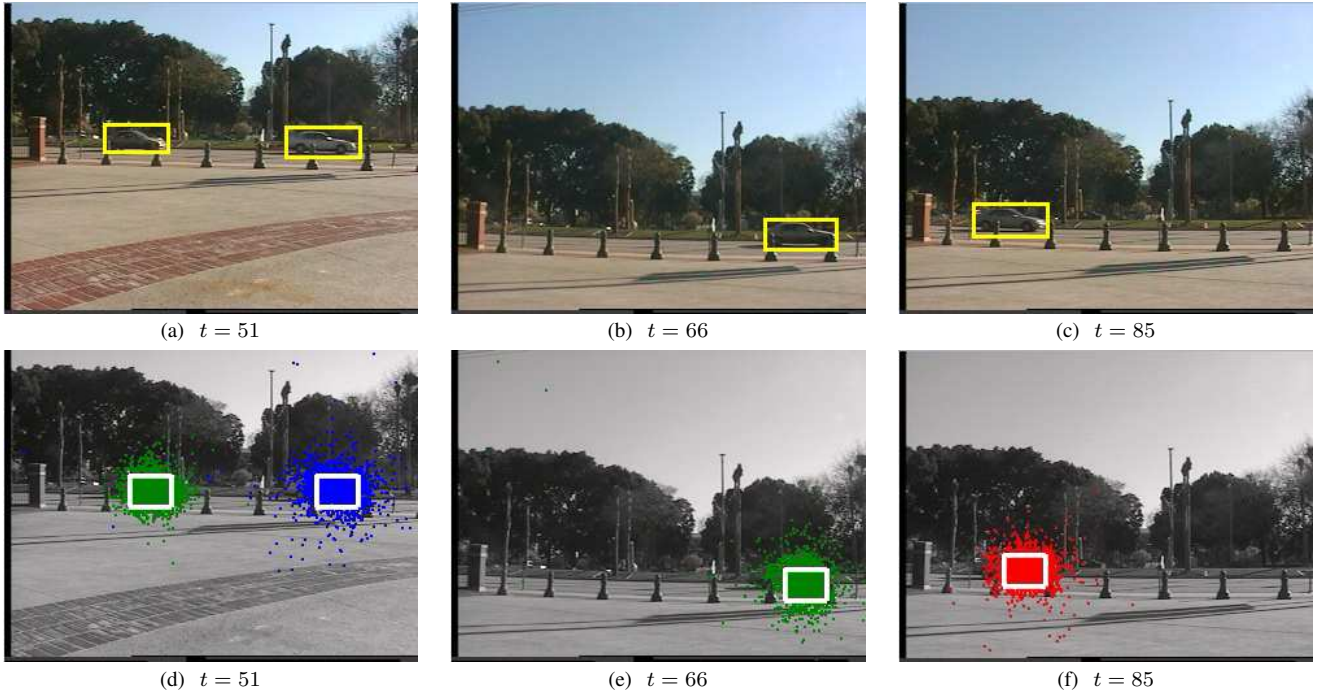 (a) t = 51
(b) t = 66
(c) t = 85
(d) t = 51
(e) t = 66
(f) t = 85